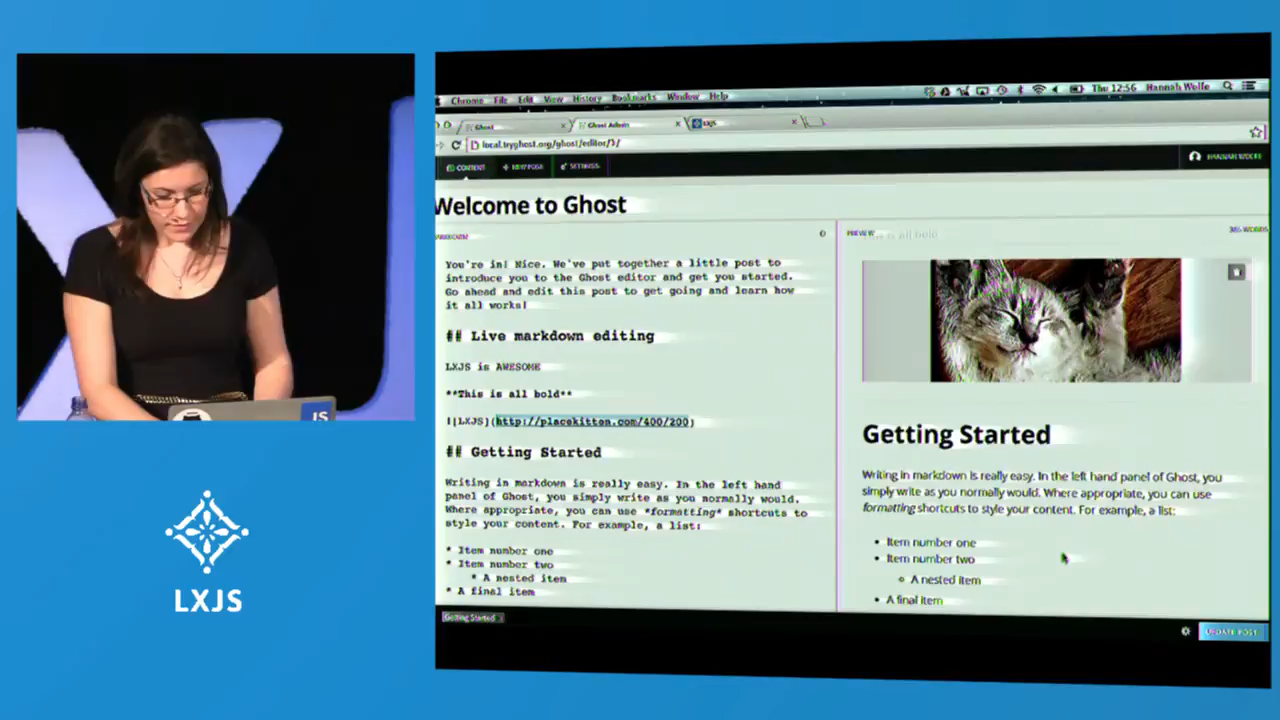 Chrome File Edit View History Bookmarks Window Help
Thu 12:56 Hannah Wolfe
Ghost
Ghost Admin
LXJS
local.tryghost.org/ghost/editor/1/
CONTENT
NEW POST
SETTINGS
HANNAH WOLFE
Welcome to Ghost
MARKDOWN
PREVIEW
You're in! Nice. We've put together a little post to
introduce you to the Ghost editor and get you started.
Go ahead and edit this post to get going and learn how
it all works!
## Live markdown editing
LXJS is AWESOME
**This is all bold**
![LXJS](http://placekitten.com/400/200)
## Getting Started
Writing in markdown is really easy. In the left hand
panel of Ghost, you simply write as you normally would.
Where appropriate, you can use *formatting* shortcuts to
style your content. For example, a list:
* Item number one
* Item number two
* A nested item
* A final item
Getting Started
Getting Started
Writing in markdown is really easy. In the left hand panel of Ghost, you
simply write as you normally would. Where appropriate, you can use
formatting shortcuts to style your content. For example, a list:
• Item number one
• Item number two
○ A nested item
• A final item
UPDATE POST
JS
LXJS